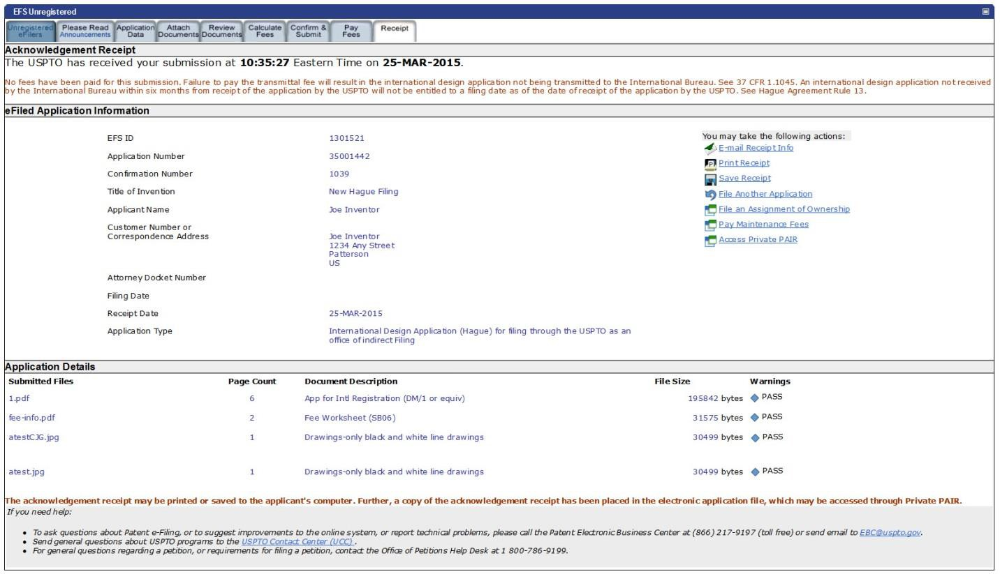 EFS Unregistered
Unregistered eFilers
Please Read Announcements
Application Data
Attach Documents
Review Documents
Calculate Fees
Confirm & Submit
Pay Fees
Receipt
Acknowledgement Receipt
The USPTO has received your submission at 10:35:27 Eastern Time on 25-MAR-2015.
No fees have been paid for this submission. Failure to pay the transmittal fee will result in the international design application not being transmitted to the International Bureau. See 37 CFR 1.1045. An international design application not received
by the International Bureau within six months from receipt of the application by the USPTO will not be entitled to a filing date as of the date of receipt of the application by the USPTO. See Hague Agreement Rule 13.
eFiled Application Information
EFS ID 1301521
Application Number 35001442
Confirmation Number 1039
Title of Invention New Hague Filing
Applicant Name Joe Inventor
Customer Number or
Correspondence Address Joe Inventor
1234 Any Street
Patterson
US
Attorney Docket Number
Filing Date
Receipt Date 25-MAR-2015
Application Type International Design Application (Hague) for filing through the USPTO as an
office of indirect Filing
You may take the following actions:
E-mail Receipt Info
Print Receipt
Save Receipt
File Another Application
File an Assignment of Ownership
Pay Maintenance Fees
Access Private PAIR
Application Details
Submitted Files Page Count Document Description File Size Warnings
1.pdf 6 App for Intl Registration (DM/1 or equiv) 195842 bytes PASS
fee-info.pdf 2 Fee Worksheet (SB06) 31575 bytes PASS
atestCJG.jpg 1 Drawings-only black and white line drawings 30499 bytes PASS
atest.jpg 1 Drawings-only black and white line drawings 30499 bytes PASS
The acknowledgement receipt may be printed or saved to the applicant's computer. Further, a copy of the acknowledgement receipt has been placed in the electronic application file, which may be accessed through Private PAIR.
If you need help:
• To ask questions about Patent e-Filing, or to suggest improvements to the online system, or report technical problems, please call the Patent Electronic Business Center at (866) 217-9197 (toll free) or send email to EBC@uspto.gov.
• Send general questions about USPTO programs to the USPTO Contact Center (UCC) .
• For general questions regarding a petition, or requirements for filing a petition, contact the Office of Petitions Help Desk at 1 800-786-9199.